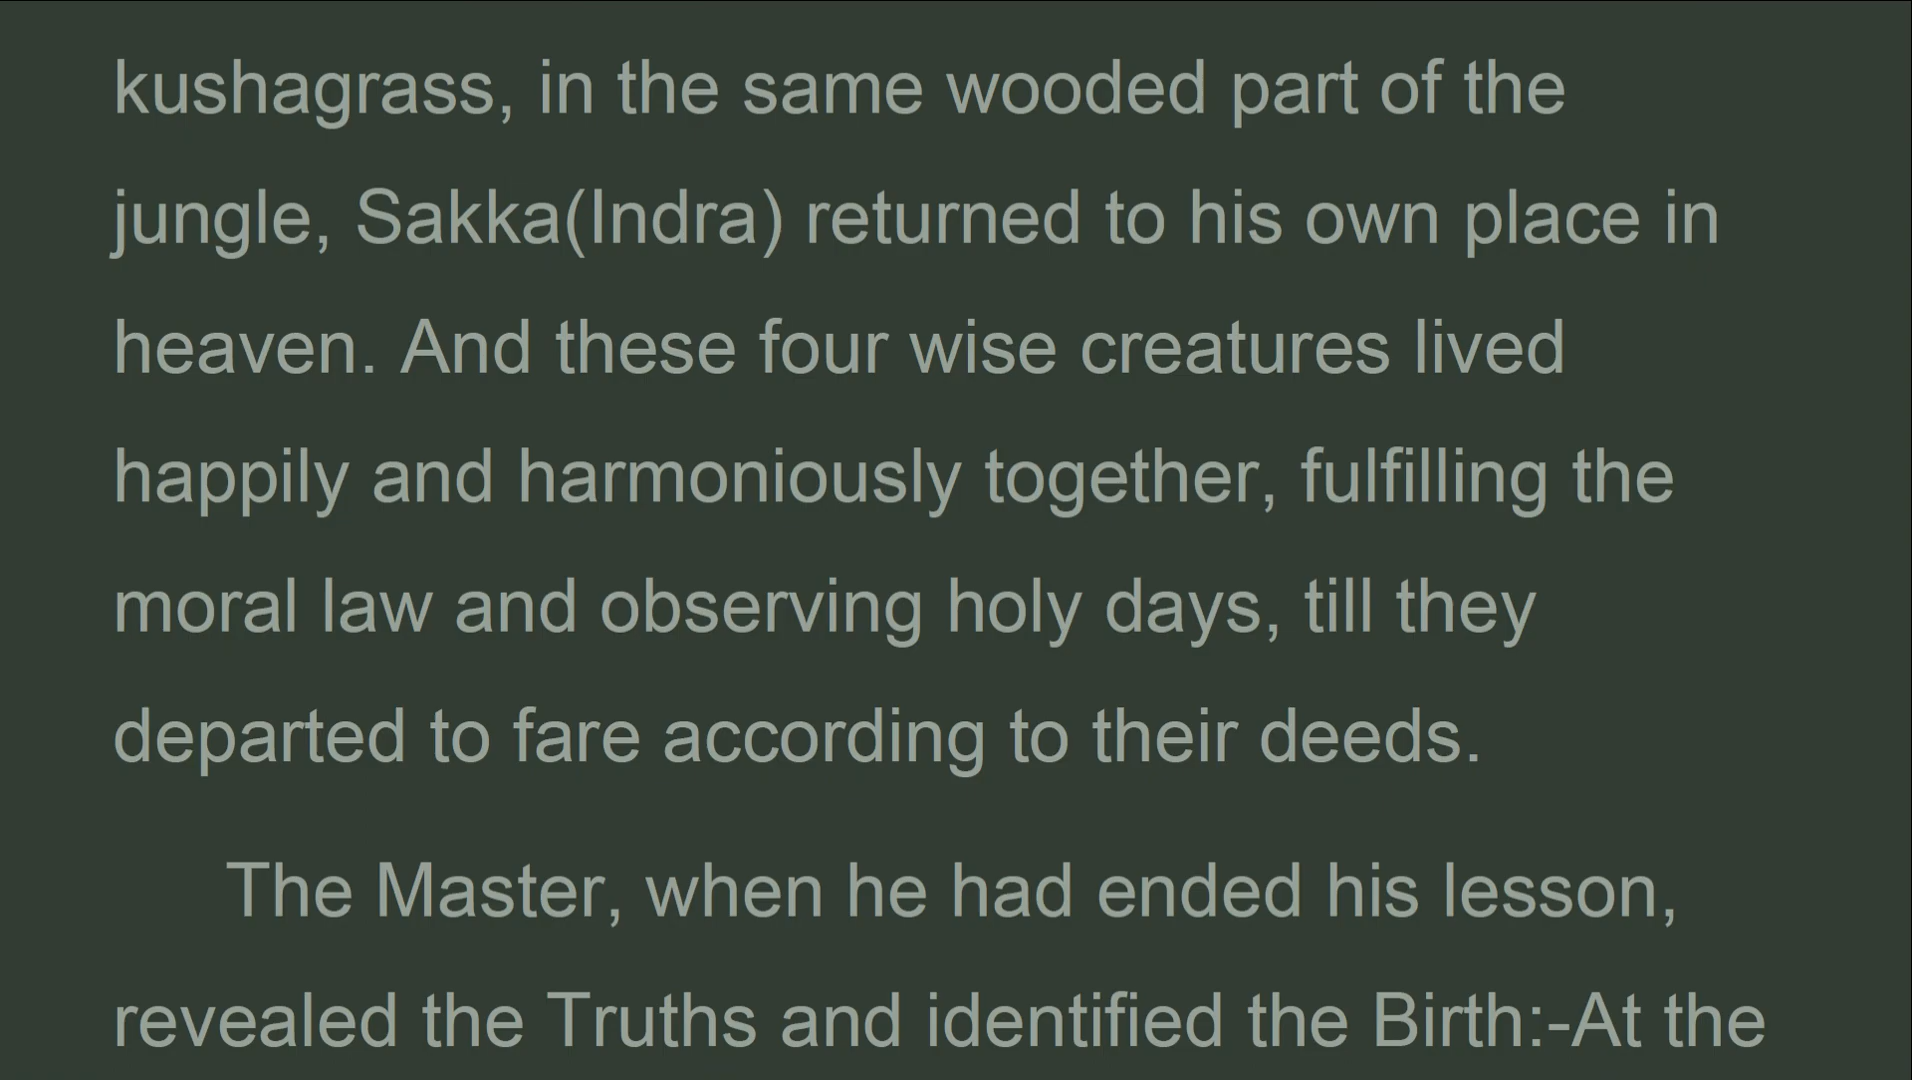 kushagrass, in the same wooded part of the
jungle, Sakka(Indra) returned to his own place in
heaven. And these four wise creatures lived
happily and harmoniously together, fulfilling the
moral law and observing holy days, till they
departed to fare according to their deeds.
The Master, when he had ended his lesson,
revealed the Truths and identified the Birth:-At the